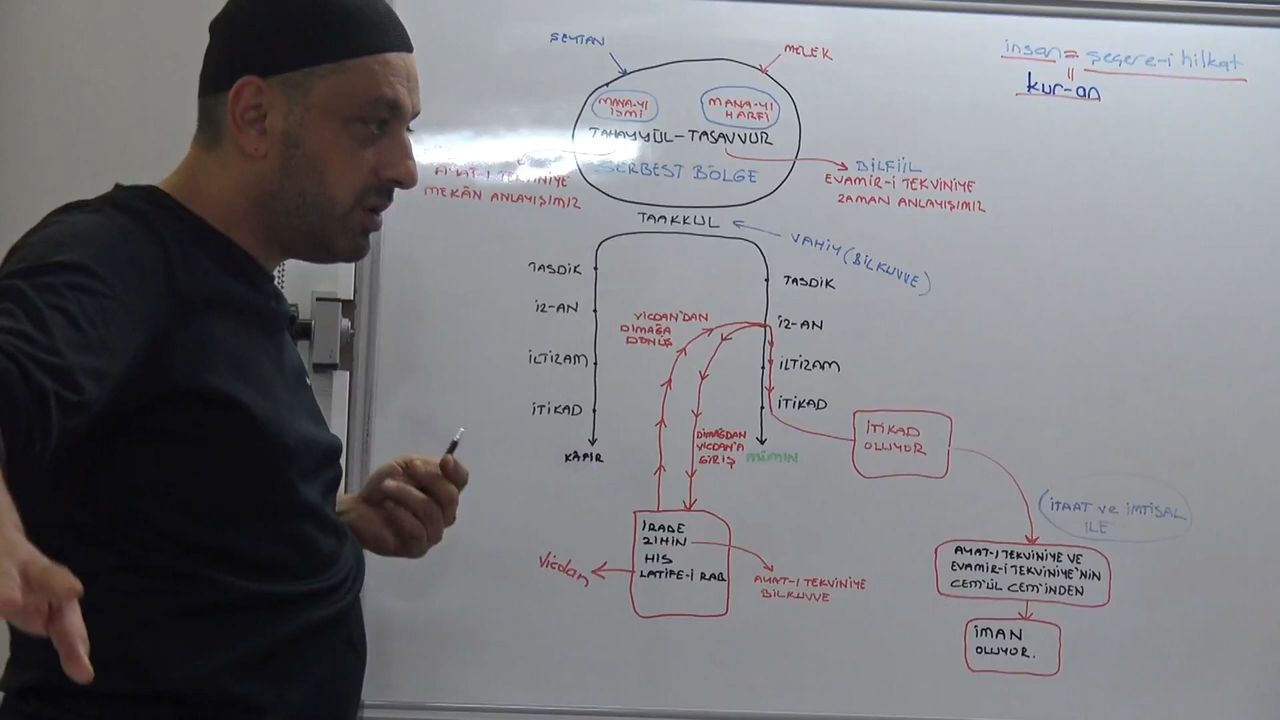 ŞEYTAN
MELEK
insan = şeçere-i hilkat
=
kur-an
MANA-YI
İSMİ
MANA-YI
HARFİ
TAHAYYÜL-TASAVVUR
SERBEST BÖLGE
AYAT-I TEKVİNİYE
MEKÂN ANLAYIŞIMIZ
BİLFİİL
EVAMİR-İ TEKVİNİYE
ZAMAN ANLAYIŞIMIZ
TAAKKUL
VAHİY (BİLKUVVE)
TASDİK
İZ-AN
İLTİZAM
İTİKAD
KAFİR
TASDİK
İZ-AN
İLTİZAM
İTİKAD
MÜMİN
VİCDAN'DAN
DİMAĞA
DÖNÜŞ
DİMAĞDAN
VİCDAN'A
GİRİŞ
İTİKAD
OLUYOR
(İTAAT ve İMTİSAL
İLE
İRADE
ZİHİN
HİS
LATİFE-İ RAB
Vicdan
AYAT-I TEKVİNİYE
BİLKUVVE
AYAT-I TEKVİNİYE VE
EVAMİR-İ TEKVİNİYE'NİN
CEM'ÜL CEM'İNDEN
İMAN
OLUYOR.